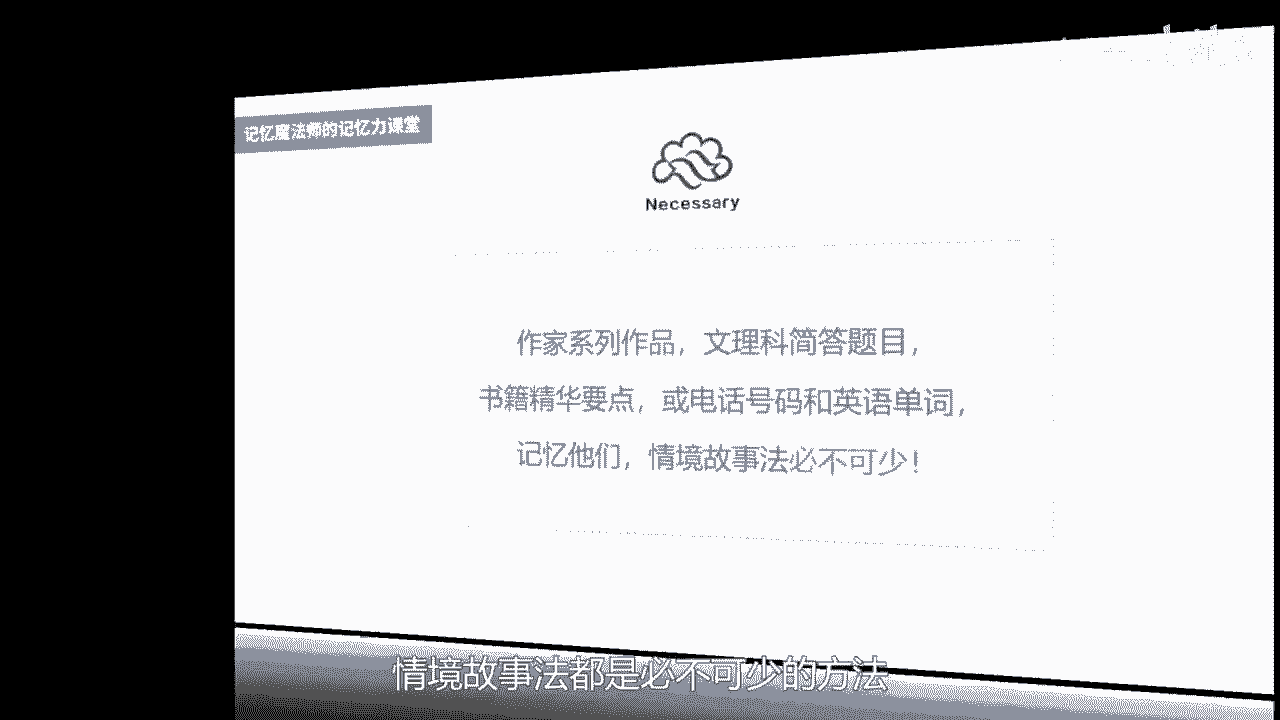 记忆魔法师的记忆力课堂
Necessary
作家系列作品，文理科简答题目，
书籍精华要点，或电话号码和英语单词，
记忆他们，情境故事法必不可少！
情境故事法都是必不可少的方法